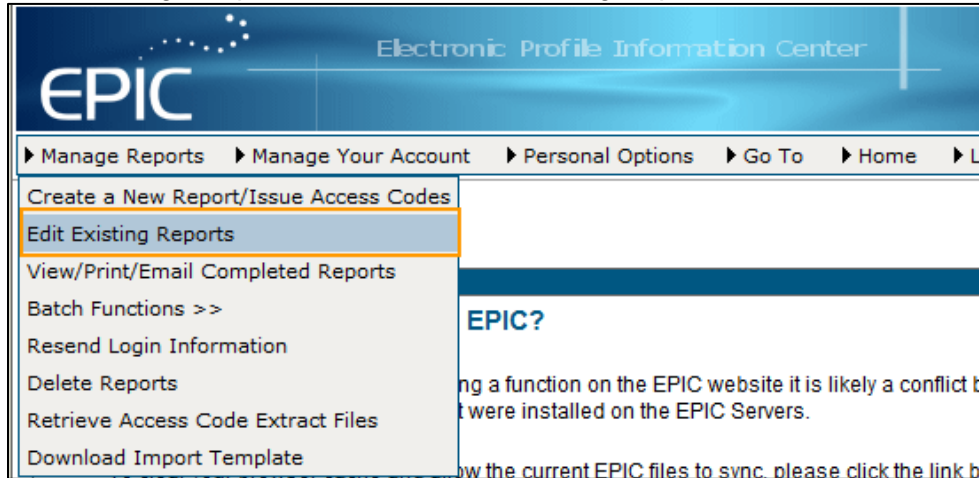 Electronic Profile Information Center
EPIC
Manage Reports Manage Your Account Personal Options Go To Home L
Create a New Report/Issue Access Codes
Edit Existing Reports
View/Print/Email Completed Reports
Batch Functions >>
EPIC?
Resend Login Information
Delete Reports
ng a function on the EPIC website it is likely a conflict b
t were installed on the EPIC Servers.
Retrieve Access Code Extract Files
Download Import Template
ow the current EPIC files to sync, please click the link b